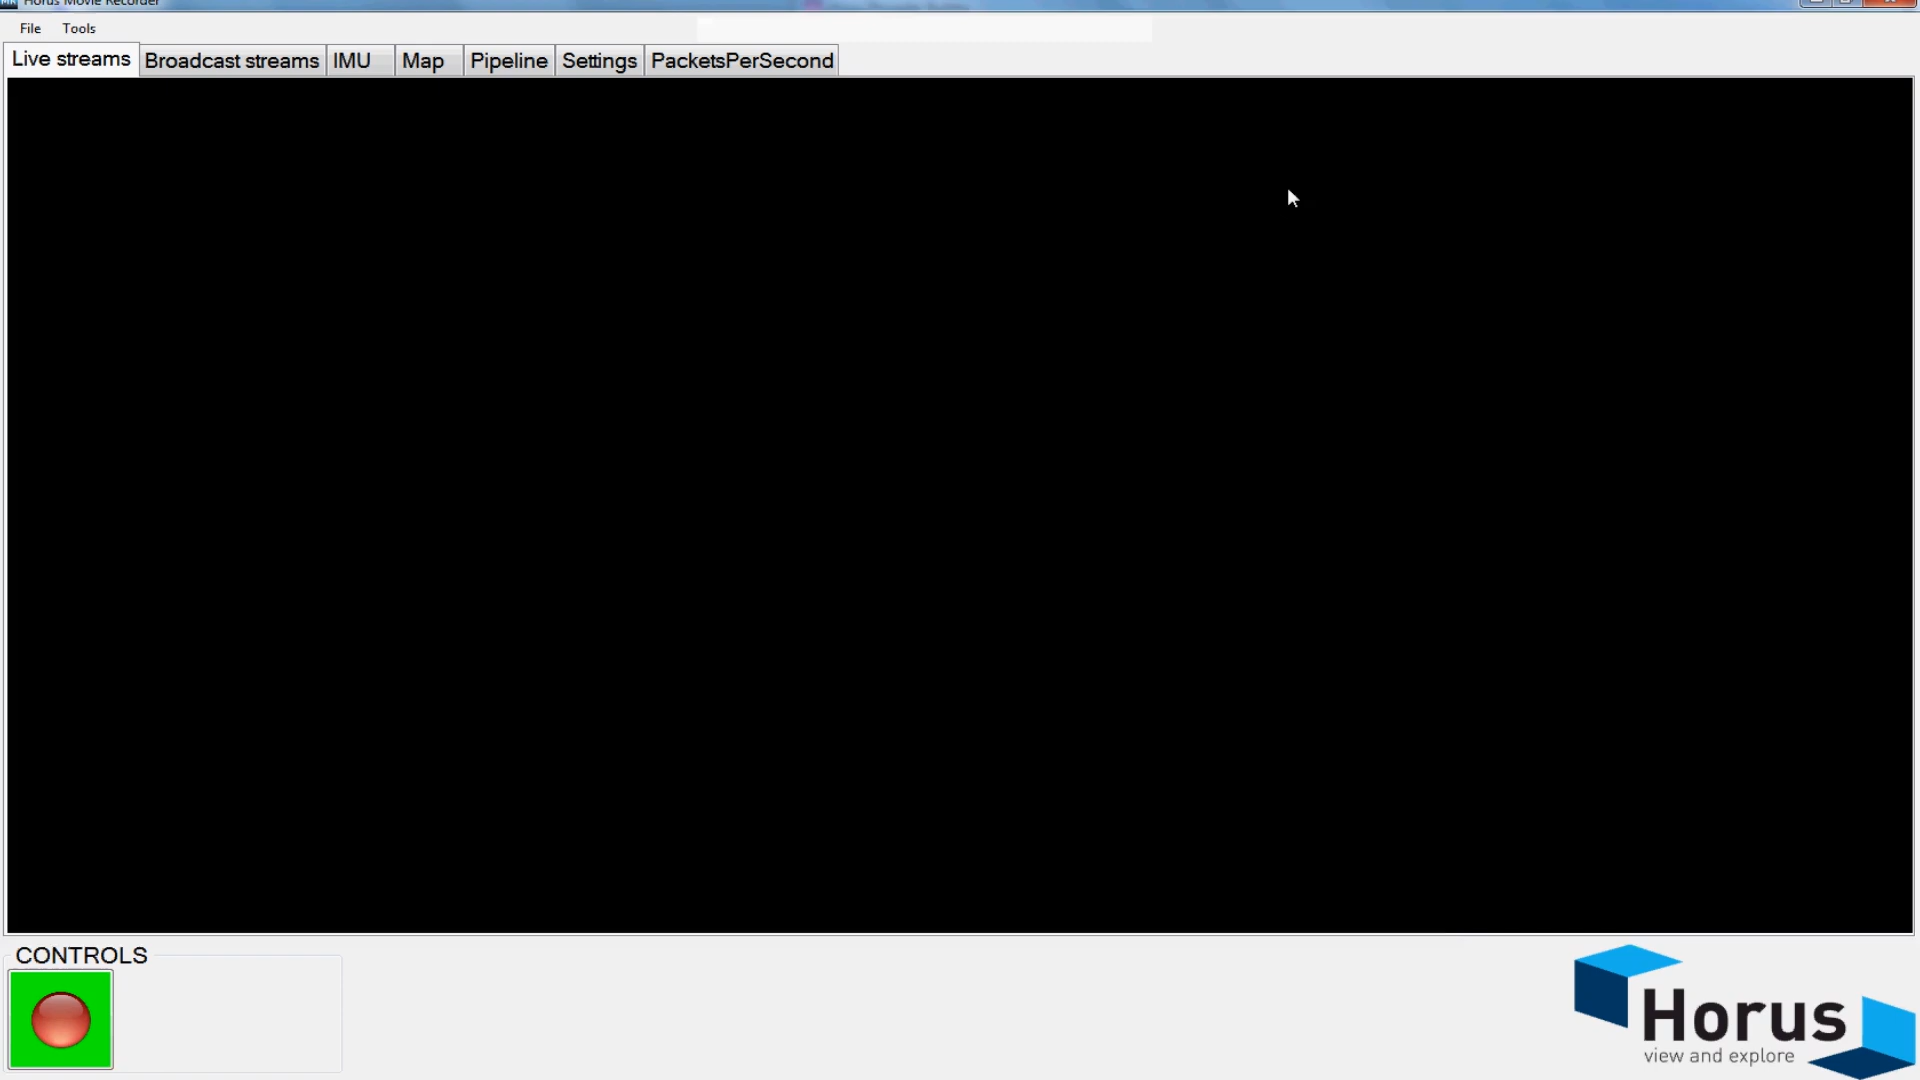 Horus Movie Recorder
File Tools
Live streams Broadcast streams IMU Map Pipeline Settings PacketsPerSecond
CONTROLS
Horus
view and explore